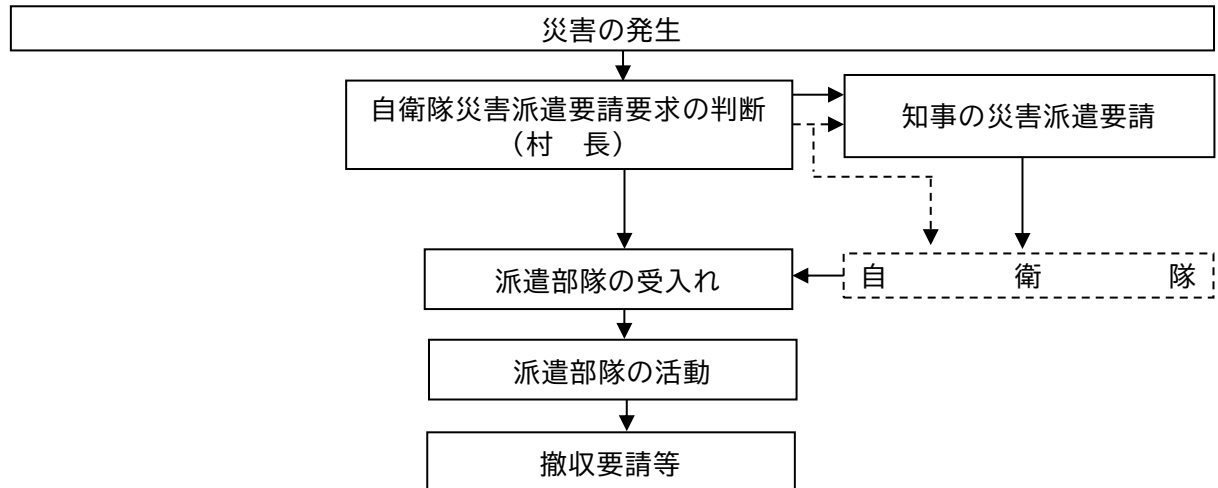 災害の発生
自衛隊災害派遣要請要求の判断
（村　長）
知事の災害派遣要請
派遣部隊の受入れ
自　衛　隊
派遣部隊の活動
撤収要請等